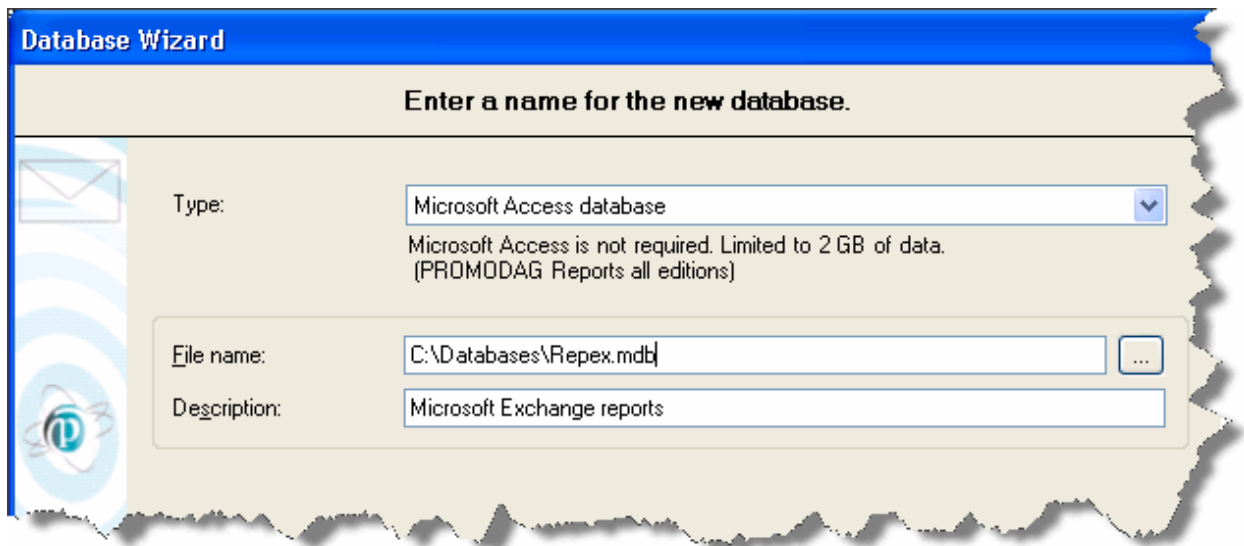 Database Wizard
Enter a name for the new database.
Type:
Microsoft Access database
Microsoft Access is not required. Limited to 2 GB of data.
(PROMODAG Reports all editions)
File name:
C:\Databases\Repex.mdb
...
Description:
Microsoft Exchange reports
p